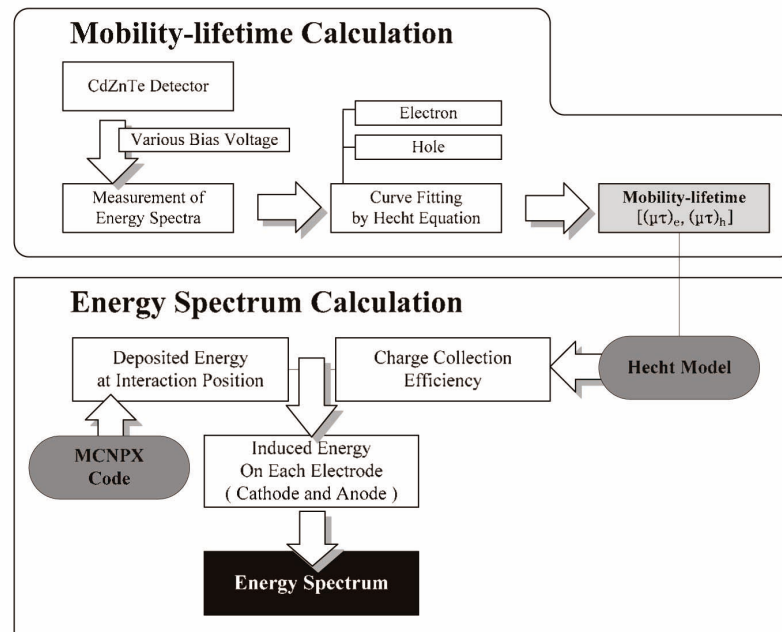 Mobility-lifetime Calculation
CdZnTe Detector
Various Bias Voltage
Measurement of
Energy Spectra
Electron
Hole
Curve Fitting
by Hecht Equation
Mobility-lifetime
[(μτ)e, (μτ)h]
Energy Spectrum Calculation
Deposited Energy
at Interaction Position
Charge Collection
Efficiency
Hecht Model
MCNPX
Code
Induced Energy
On Each Electrode
( Cathode and Anode )
Energy Spectrum